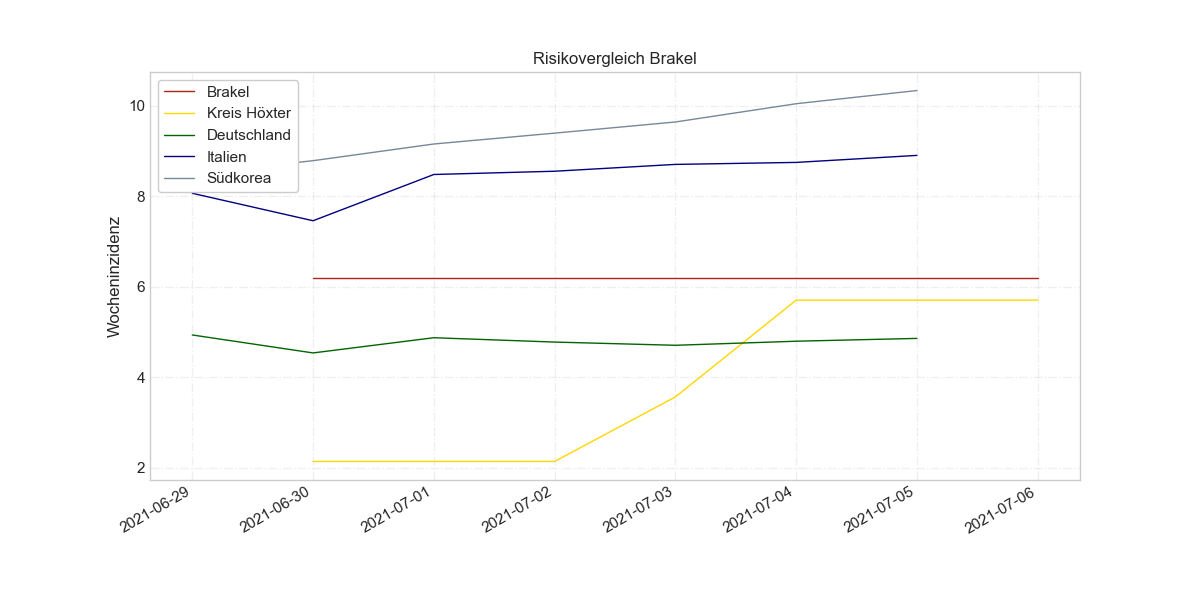 Risikovergleich Brakel
Brakel
Kreis Höxter
Deutschland
Italien
Südkorea
Wocheninzidenz
10
8
6
4
2
2021-06-29
2021-06-30
2021-07-01
2021-07-02
2021-07-03
2021-07-04
2021-07-05
2021-07-06